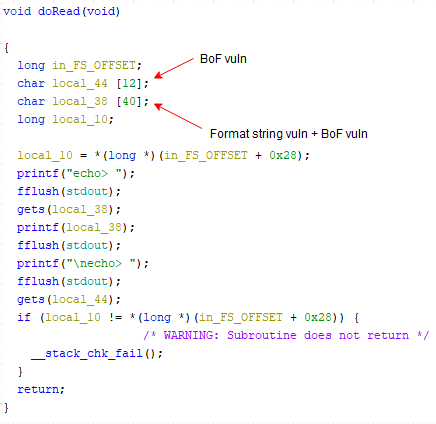 void doRead(void)
{
long in_FS_OFFSET;
BoF vuln
char local_44 [12];
char local_38 [40];
long local_10;
Format string vuln + BoF vuln
local_10 = *(long *)(in_FS_OFFSET + 0x28);
printf("echo> ");
fflush(stdout);
gets(local_38);
printf(local_38);
fflush(stdout);
printf("\necho> ");
fflush(stdout);
gets(local_44);
if (local_10 != *(long *)(in_FS_OFFSET + 0x28)) {
/* WARNING: Subroutine does not return */
__stack_chk_fail();
}
return;
}